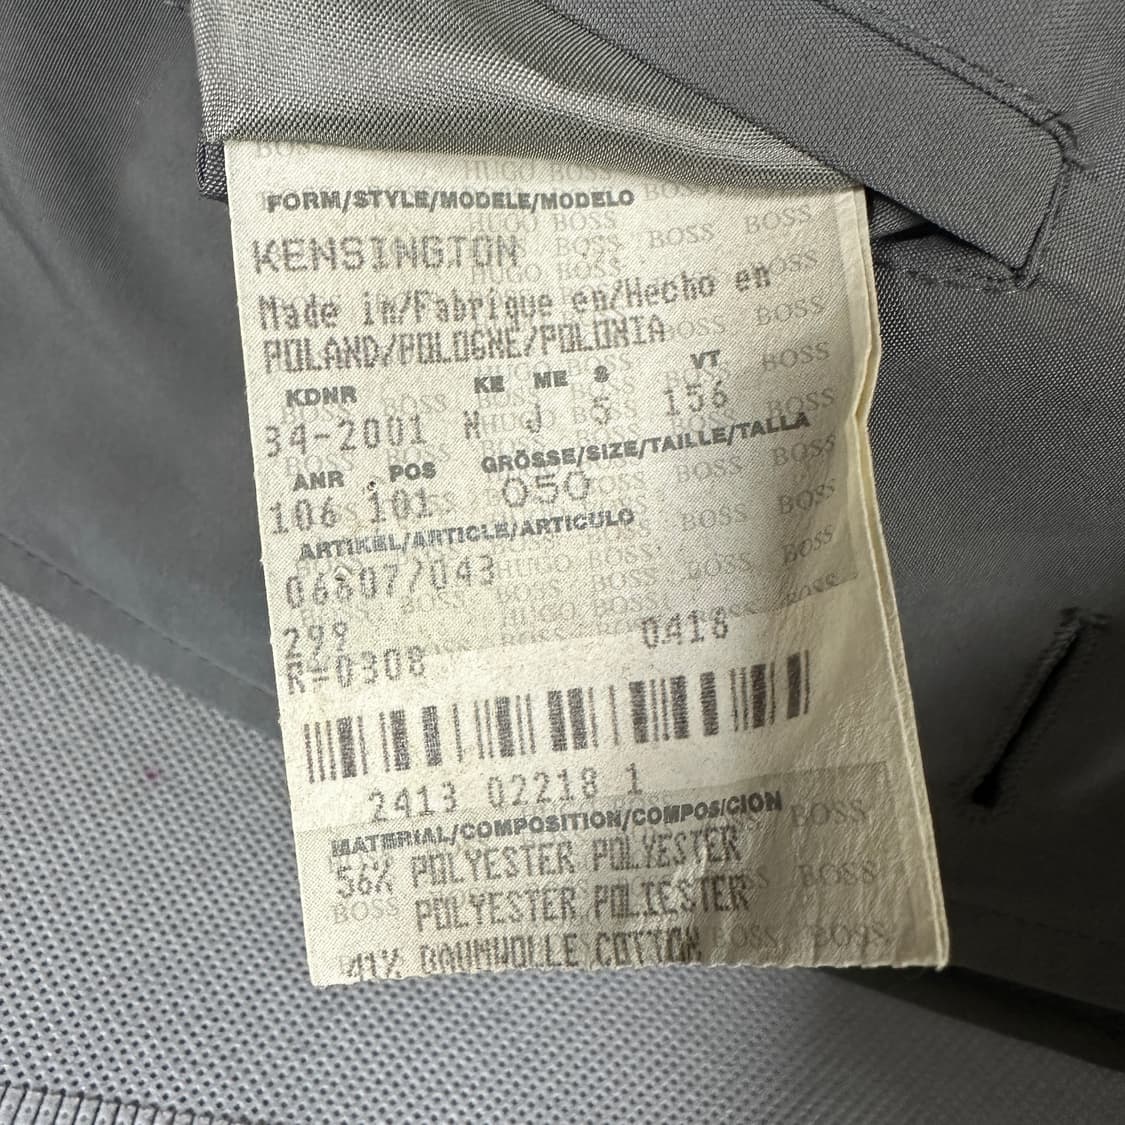 FORM/STYLE/MODELE/MODELO
KENSINGTON
Made in/Fabrique en/Hecho en
POLAND/POLOGNE/POLONIA
KDNR KE ME S VT
34-2001 H J 5 156
ANR POS GRÖSSE/SIZE/TAILLE/TALLA
106 101 050
ARTIKEL/ARTICLE/ARTICULO
06807/043
299 0416
R=0308
2413 02218 1
MATERIAL/COMPOSITION/COMPOSICION
56% POLYESTER POLYESTER
POLYESTER POLIESTER
41% BAUMWOLLE COTTON